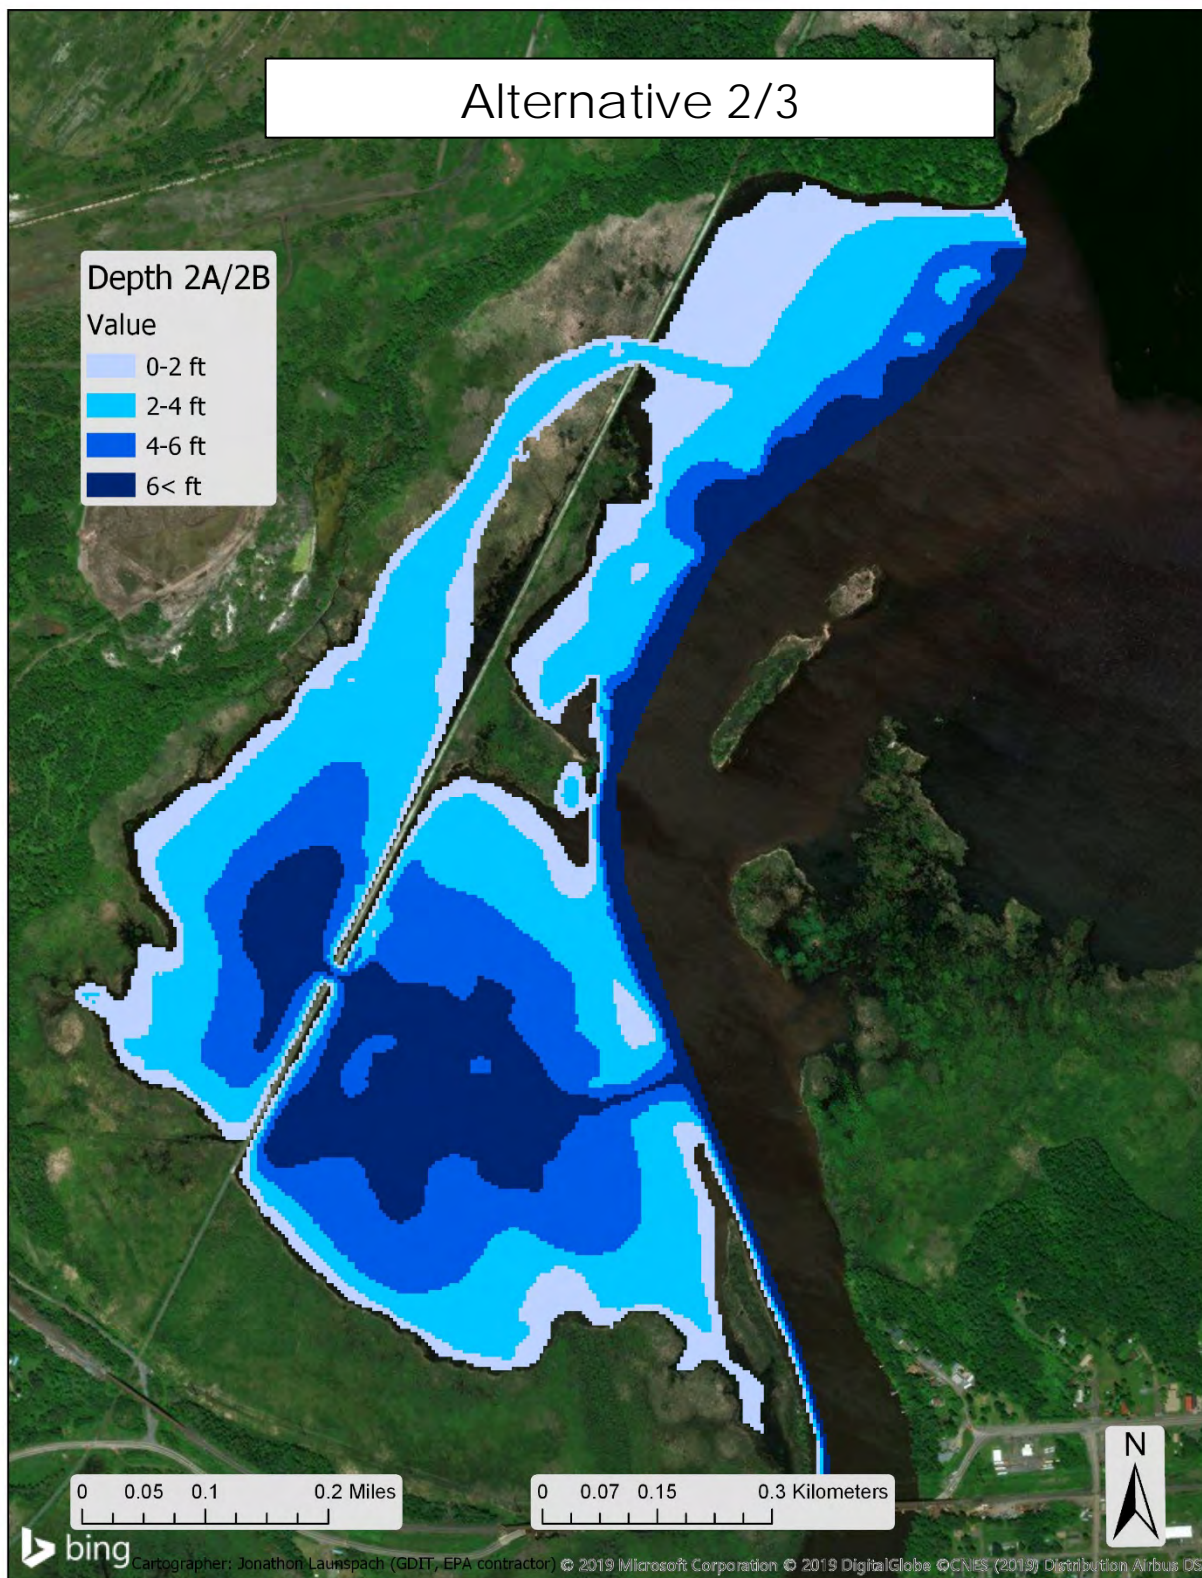 Alternative 2/3
Depth 2A/2B
Value
0-2 ft
2-4 ft
4-6 ft
6< ft
N
0 0.05 0.1 0.2 Miles
0 0.07 0.15 0.3 Kilometers
bing
Cartographer: Jonathon Launspach (GDIT, EPA contractor) © 2019 Microsoft Corporation © 2019 DigitalGlobe ©CNES (2019) Distribution Airbus DS